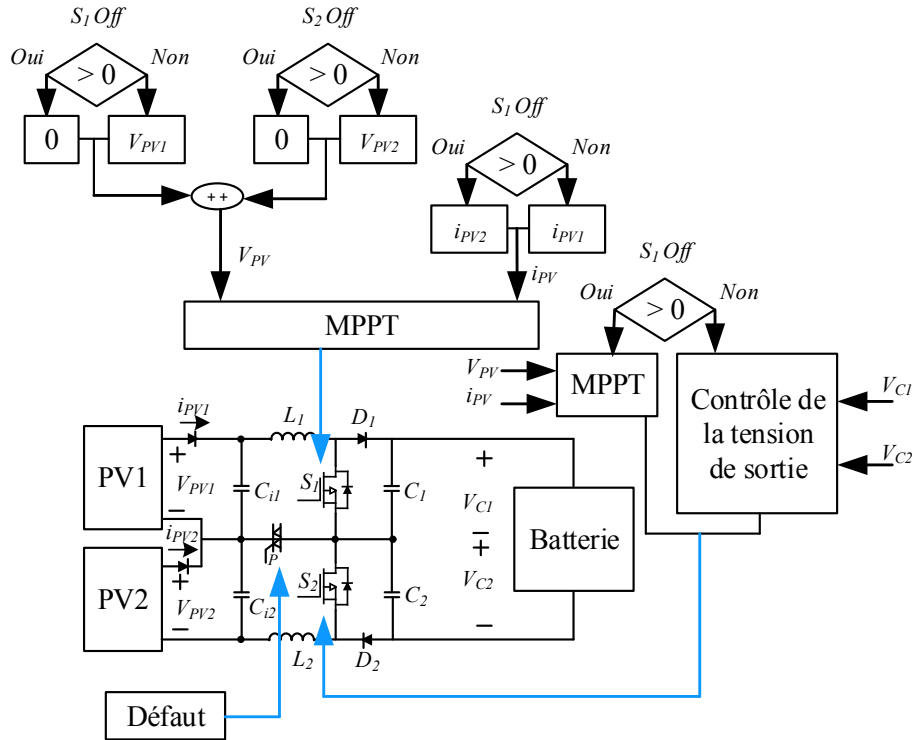 S1 Off
S2 Off
Oui
> 0
Non
Oui
> 0
Non
0
VPV1
0
VPV2
S1 Off
Oui
> 0
Non
++
iPV2
iPV1
VPV
iPV
S1 Off
Oui
> 0
Non
MPPT
VPV
iPV
MPPT
Contrôle de
la tension
de sortie
VC1
VC2
iPV1
L1
D1
PV1
+
VPV1
−
Ci1
S1
C1
+
VC1
−
iPV2
P
Batterie
PV2
+
VPV2
−
Ci2
S2
C2
+
VC2
−
L2
D2
Défaut